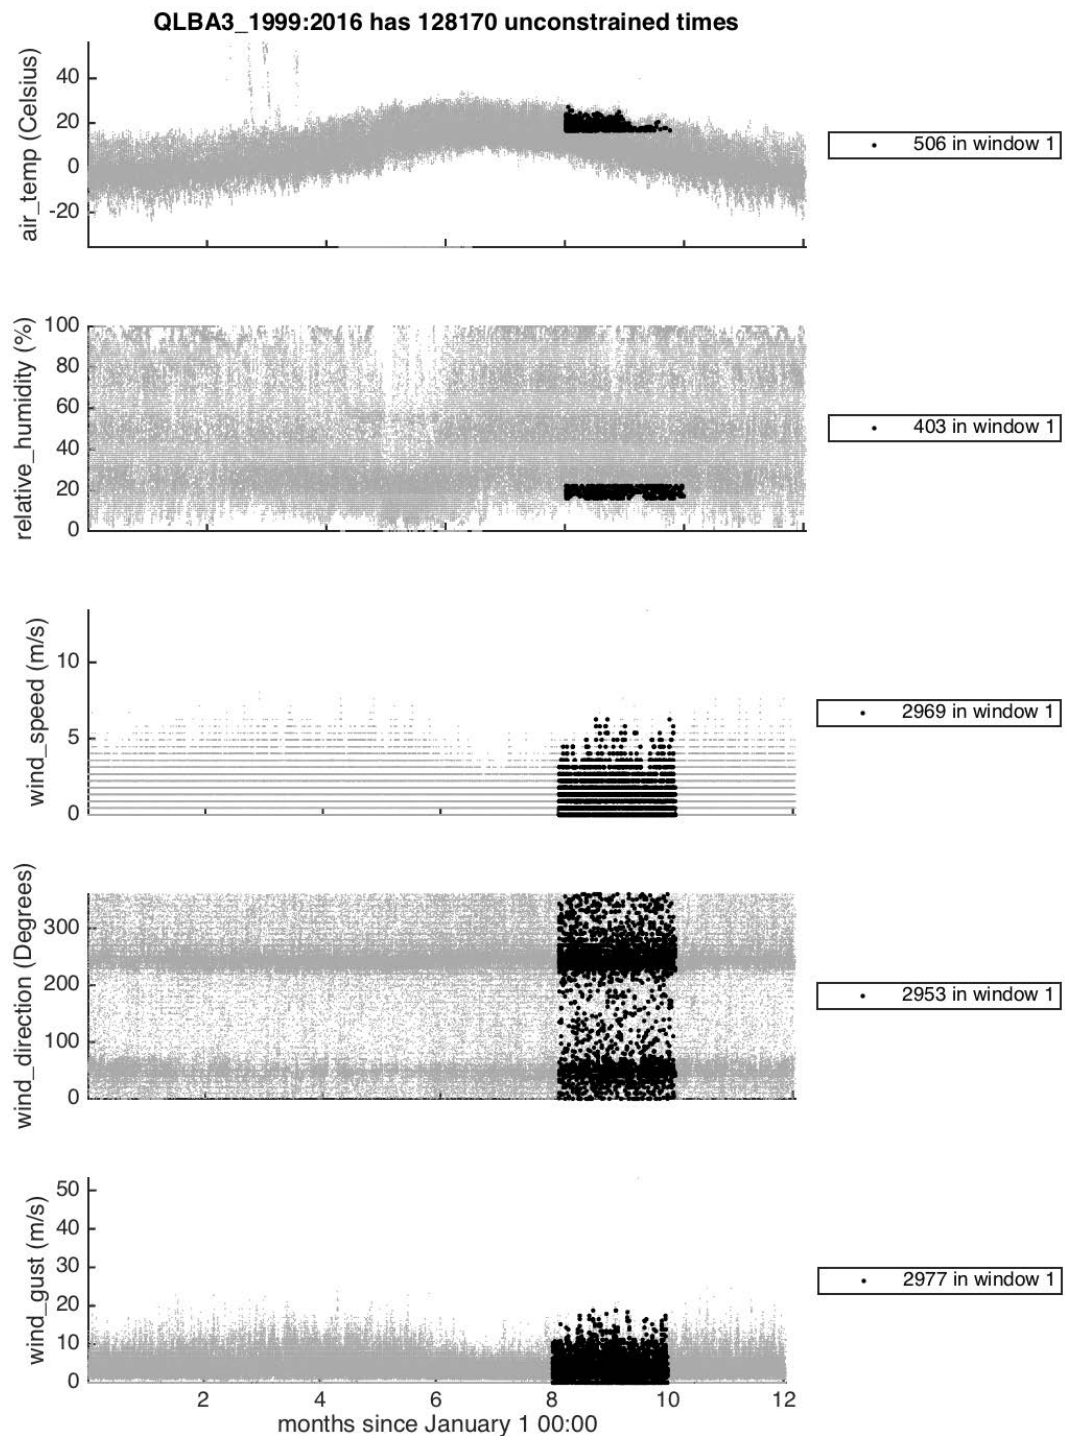 QLBA3_1999:2016 has 128170 unconstrained times
air_temp (Celsius)
40
20
0
-20
506 in window 1
relative_humidity (%)
100
80
60
40
20
0
403 in window 1
wind_speed (m/s)
10
5
0
2969 in window 1
wind_direction (Degrees)
300
200
100
0
2953 in window 1
wind_gust (m/s)
50
40
30
20
10
0
2977 in window 1
2 4 6 8 10 12
months since January 1 00:00